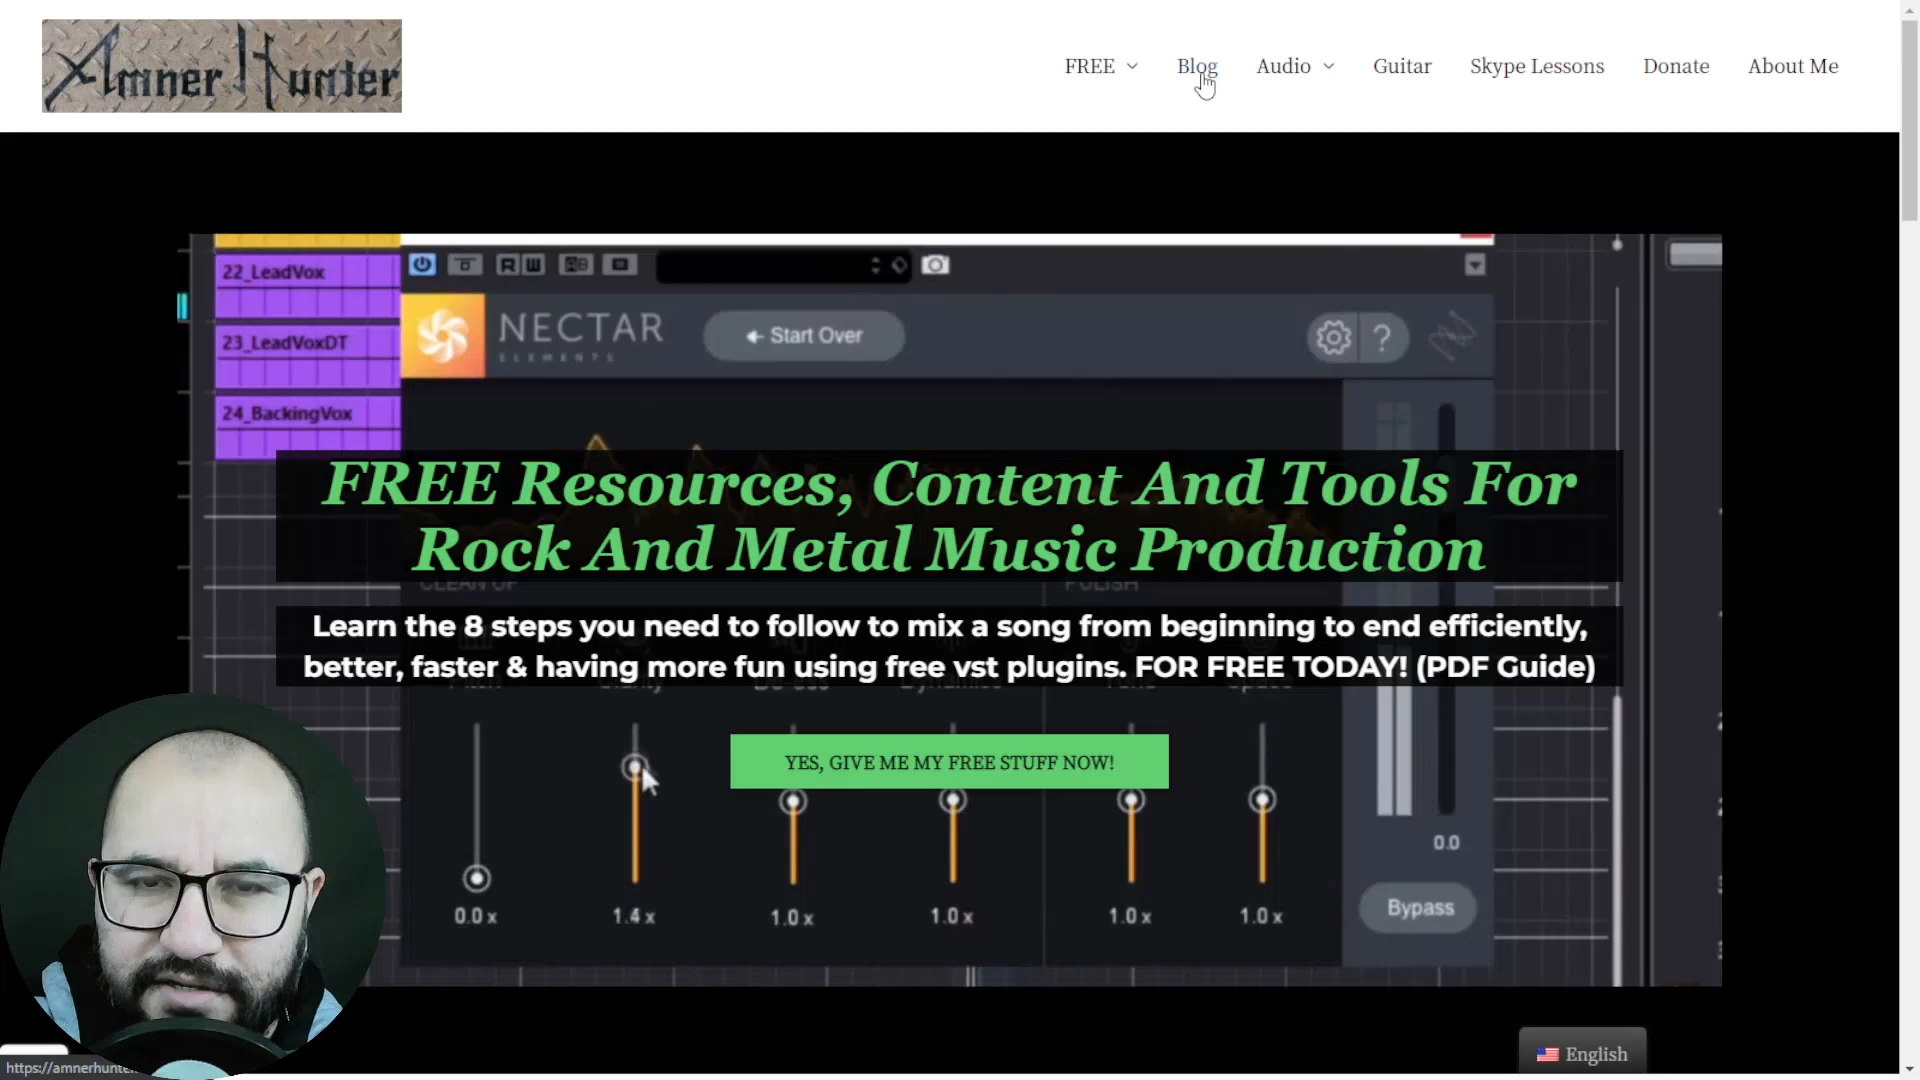 Amner Hunter
FREE Blog Audio Guitar Skype Lessons Donate About Me
22_LeadVox
23_LeadVoxDT
24_BackingVox
R W
NECTAR
ELEMENTS
Start Over
?
FREE Resources, Content And Tools For
Rock And Metal Music Production
CLEAN UP
POLISH
Learn the 8 steps you need to follow to mix a song from beginning to end efficiently,
better, faster & having more fun using free vst plugins. FOR FREE TODAY! (PDF Guide)
YES, GIVE ME MY FREE STUFF NOW!
0.0
0.0 x 1.4 x 1.0 x 1.0 x 1.0 x 1.0 x
Bypass
English
https://amnerhunte